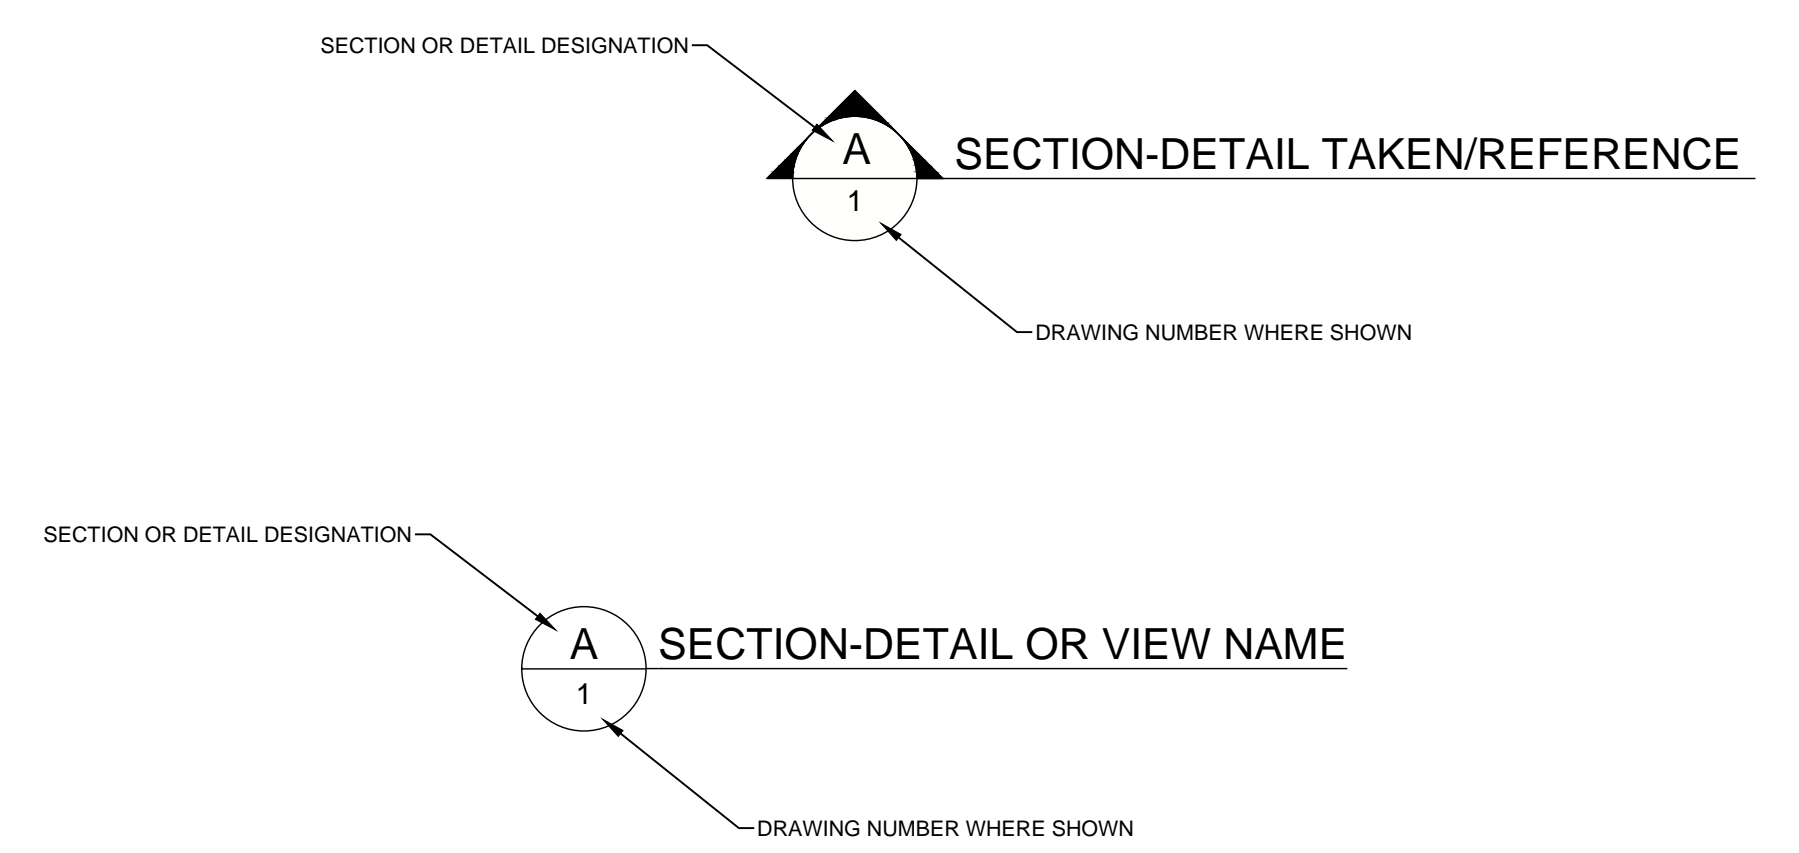 SECTION OR DETAIL DESIGNATION
A
SECTION-DETAIL TAKEN/REFERENCE
1
DRAWING NUMBER WHERE SHOWN
SECTION OR DETAIL DESIGNATION
A
SECTION-DETAIL OR VIEW NAME
1
DRAWING NUMBER WHERE SHOWN